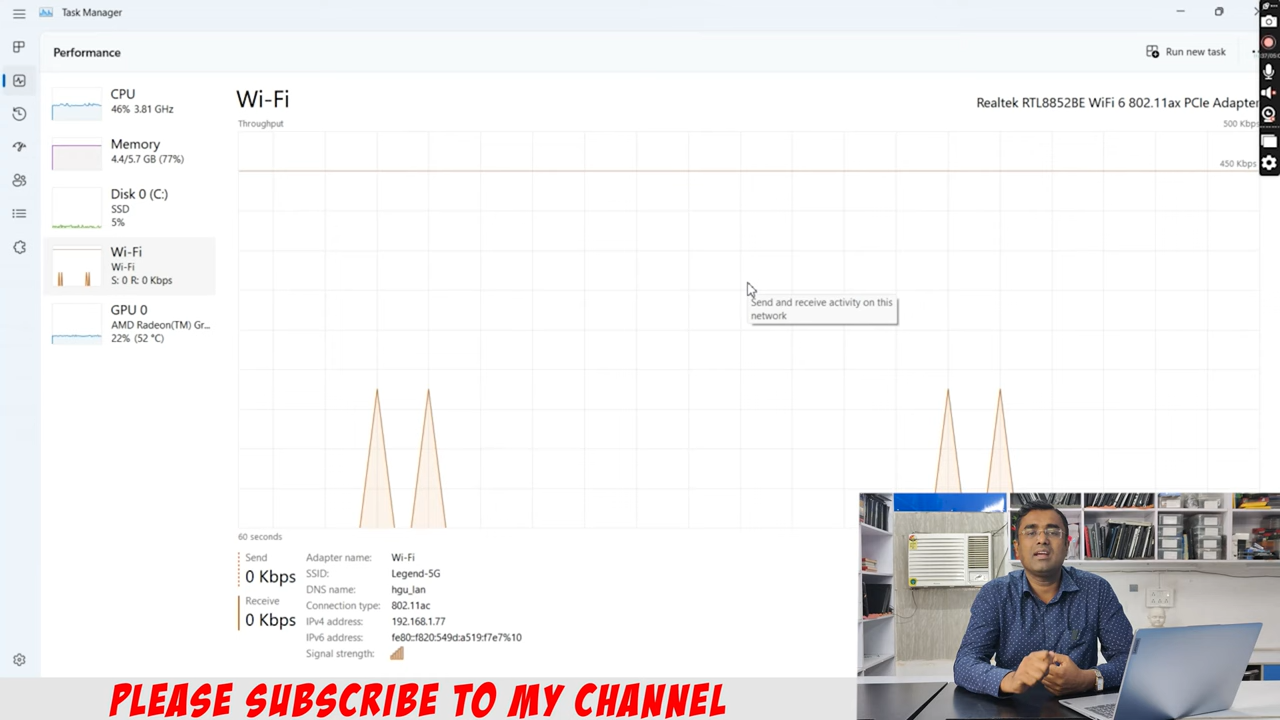 Task Manager
Performance
Run new task
CPU
46% 3.81 GHz
Memory
4.4/5.7 GB (77%)
Disk 0 (C:)
SSD
5%
Wi-Fi
Wi-Fi
S: 0 R: 0 Kbps
GPU 0
AMD Radeon(TM) Gr...
22% (52 °C)
Wi-Fi
Realtek RTL8852BE WiFi 6 802.11ax PCIe Adapter
Throughput
500 Kbps
450 Kbps
Send and receive activity on this
network
60 seconds
Send
0 Kbps
Receive
0 Kbps
Adapter name: Wi-Fi
SSID: Legend-5G
DNS name: hgu_lan
Connection type: 802.11ac
IPv4 address: 192.168.1.77
IPv6 address: fe80::f820:549d:a519:f7e7%10
Signal strength:
PLEASE SUBSCRIBE TO MY CHANNEL